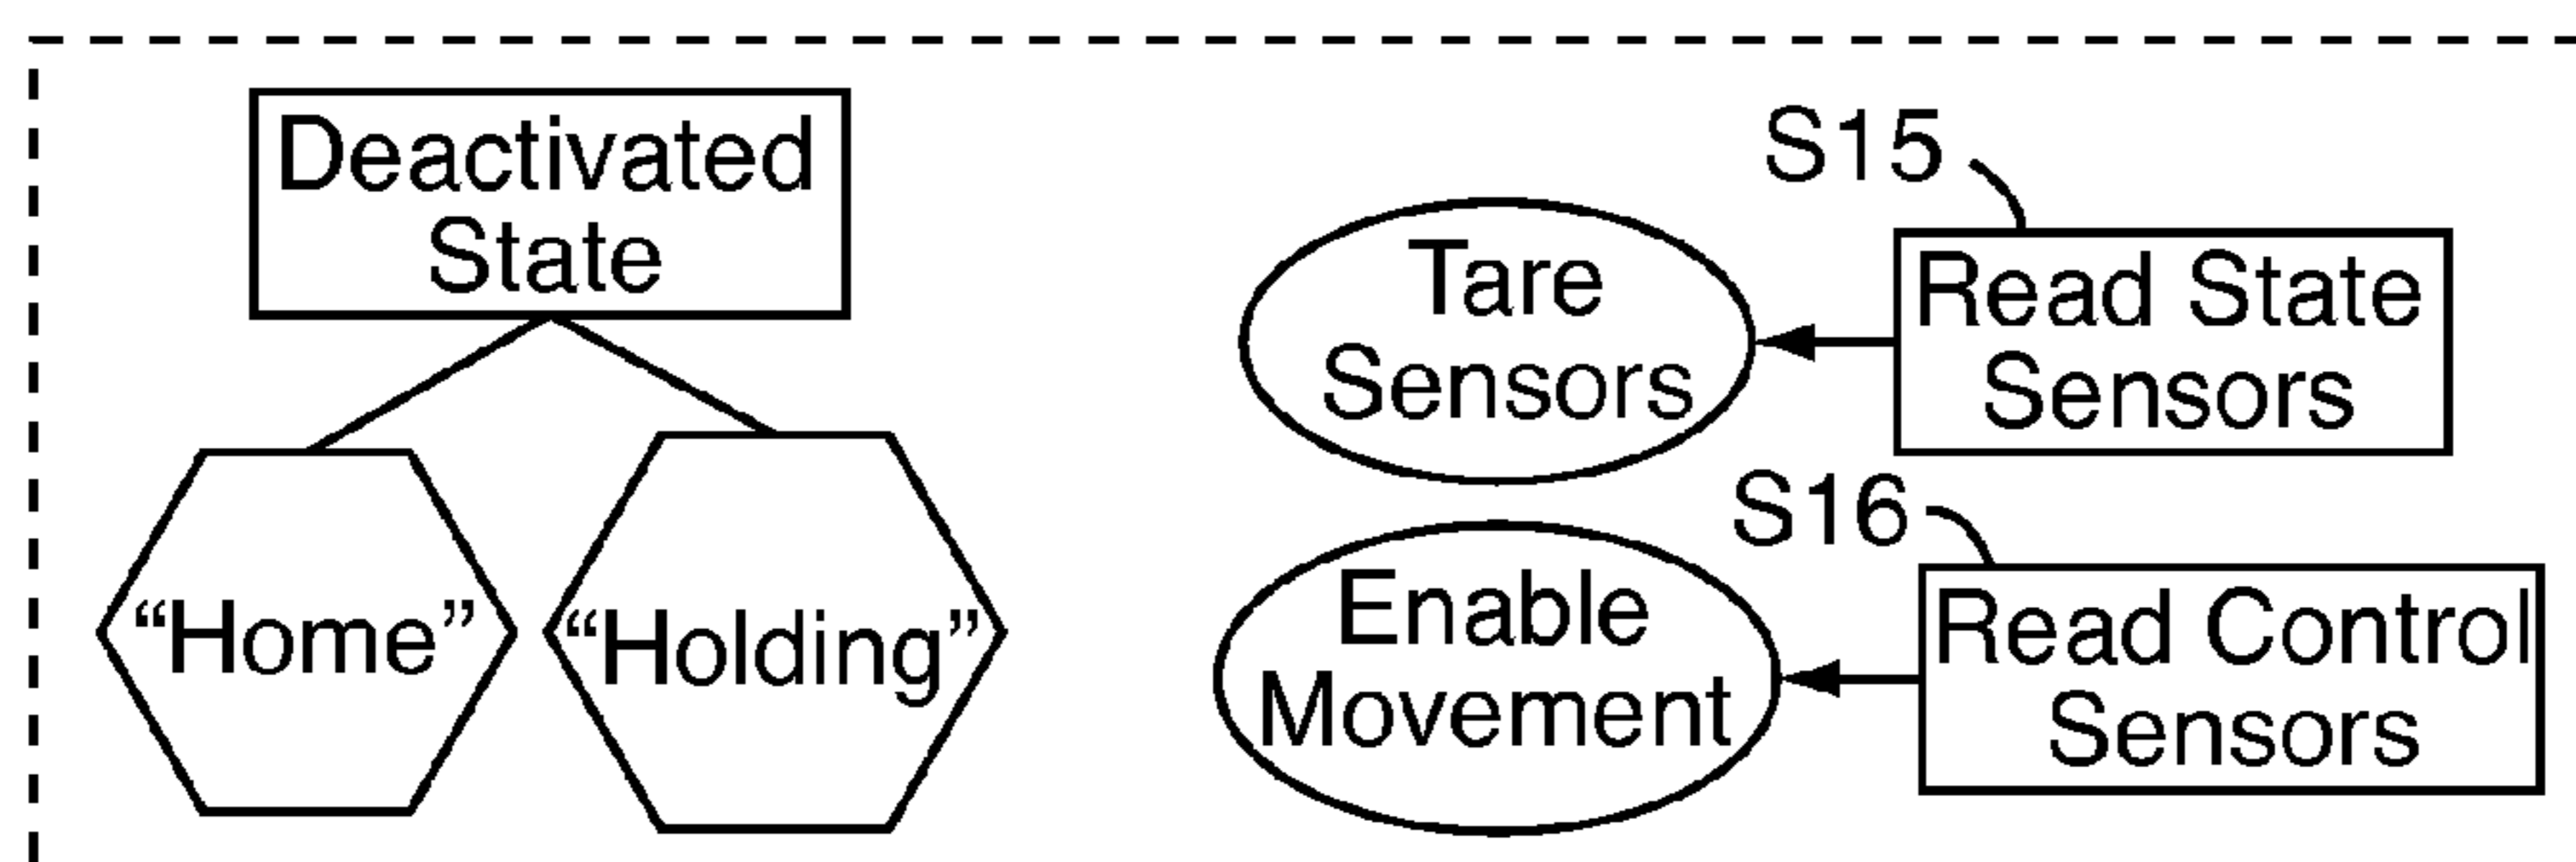 Deactivated
State
“Home”
“Holding”
S15
Tare
Sensors
Read State
Sensors
S16
Enable
Movement
Read Control
Sensors